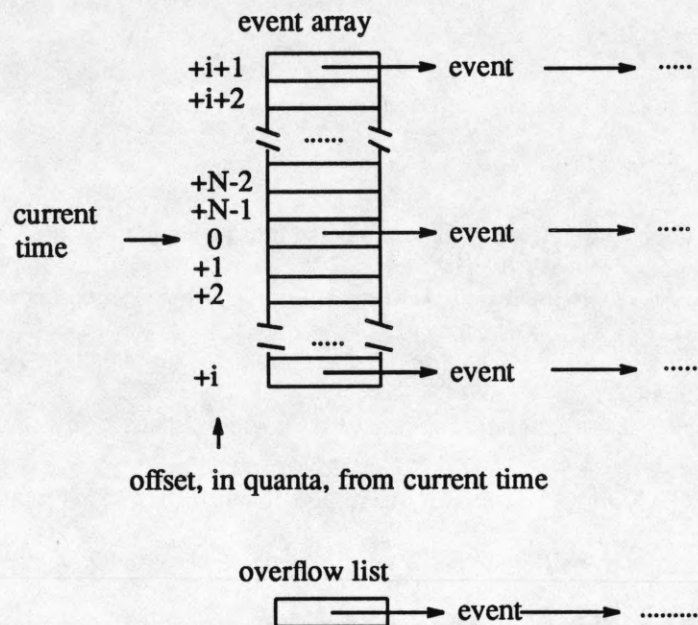 event array
+i+1 event ......
+i+2
......
+N-2
+N-1
current
time 0 event ......
+1
+2
......
+i event ......
offset, in quanta, from current time
overflow list
event .........